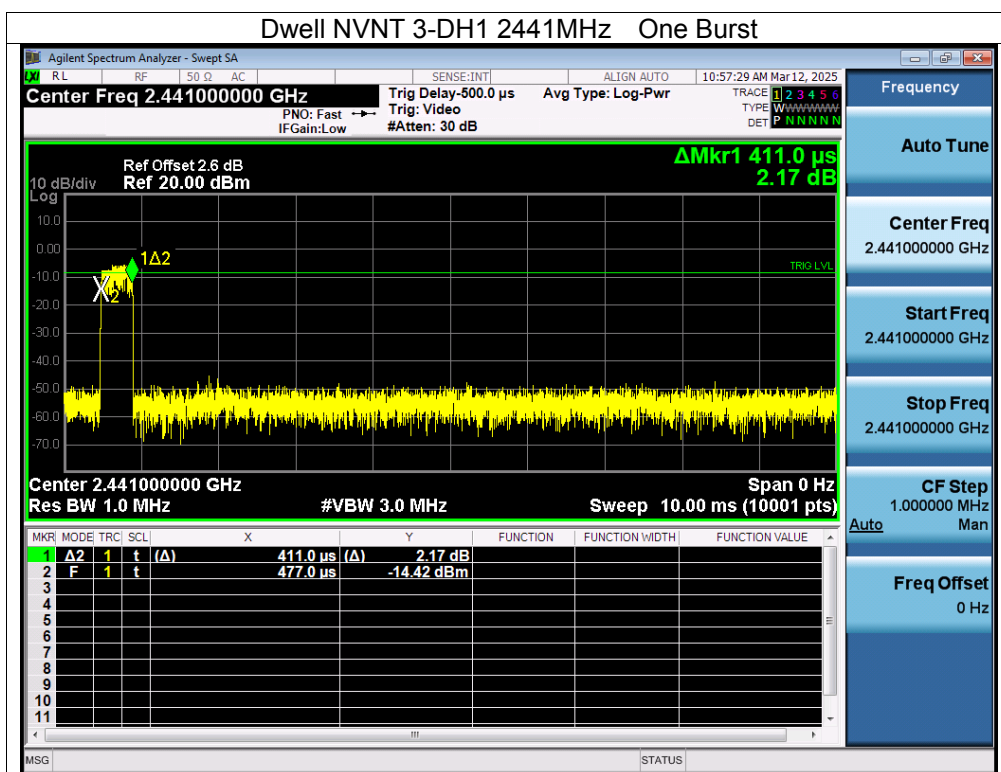 Dwell NVNT 3-DH1 2441MHz One Burst
Agilent Spectrum Analyzer - Swept SA
LXI RL RF 50 Ω AC SENSE:INT ALIGN AUTO 10:57:29 AM Mar 12, 2025
Center Freq 2.441000000 GHz Trig Delay-500.0 µs Avg Type: Log-Pwr TRACE 1 2 3 4 5 6
PNO: Fast Trig: Video TYPE WWWWWWW
IFGain:Low #Atten: 30 dB DET P N N N N N
Frequency
Auto Tune
Center Freq
2.441000000 GHz
Start Freq
2.441000000 GHz
Stop Freq
2.441000000 GHz
CF Step
1.000000 MHz
Auto Man
Freq Offset
0 Hz
ΔMkr1 411.0 µs
2.17 dB
Ref Offset 2.6 dB
10 dB/div Ref 20.00 dBm
Log
10.0
0.00
-10.0
-20.0
-30.0
-40.0
-50.0
-60.0
-70.0
1Δ2
2
TRIG LVL
Center 2.441000000 GHz Span 0 Hz
Res BW 1.0 MHz #VBW 3.0 MHz Sweep 10.00 ms (10001 pts)
MKR MODE TRC SCL X Y FUNCTION FUNCTION WIDTH FUNCTION VALUE
1 Δ2 1 t (Δ) 411.0 µs (Δ) 2.17 dB
2 F 1 t 477.0 µs -14.42 dBm
3
4
5
6
7
8
9
10
11
MSG STATUS